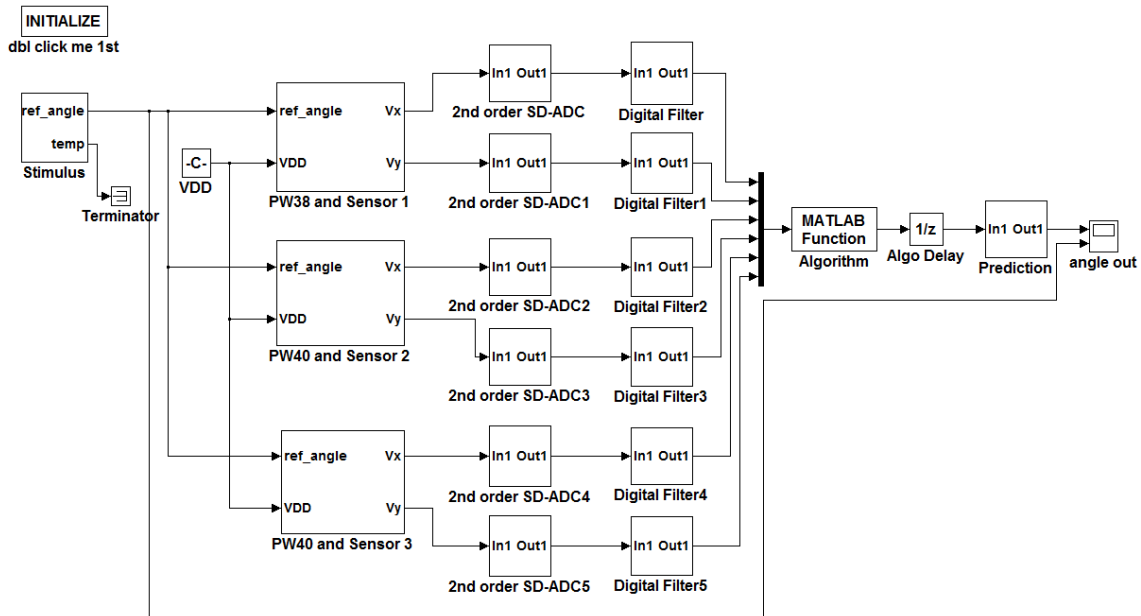 INITIALIZE
dbl click me 1st
ref_angle
temp
Stimulus
Terminator
-C-
VDD
ref_angle
Vx
VDD
Vy
PW38 and Sensor 1
ref_angle
Vx
VDD
Vy
PW40 and Sensor 2
ref_angle
Vx
VDD
Vy
PW40 and Sensor 3
In1 Out1
2nd order SD-ADC
In1 Out1
Digital Filter
In1 Out1
2nd order SD-ADC1
In1 Out1
Digital Filter1
In1 Out1
2nd order SD-ADC2
In1 Out1
Digital Filter2
In1 Out1
2nd order SD-ADC3
In1 Out1
Digital Filter3
In1 Out1
2nd order SD-ADC4
In1 Out1
Digital Filter4
In1 Out1
2nd order SD-ADC5
In1 Out1
Digital Filter5
MATLAB
Function
Algorithm
1/z
Algo Delay
In1 Out1
Prediction
angle out